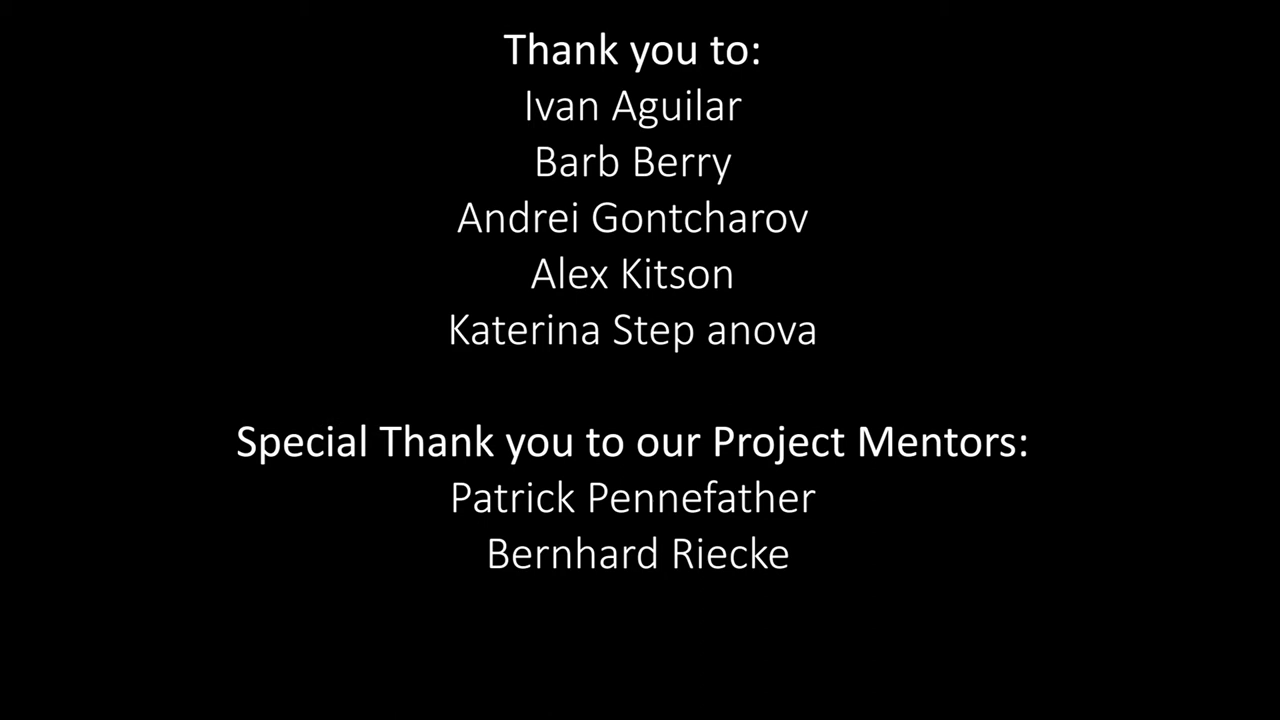 Thank you to:
Ivan Aguilar
Barb Berry
Andrei Gontcharov
Alex Kitson
Katerina Step anova
Special Thank you to our Project Mentors:
Patrick Pennefather
Bernhard Riecke